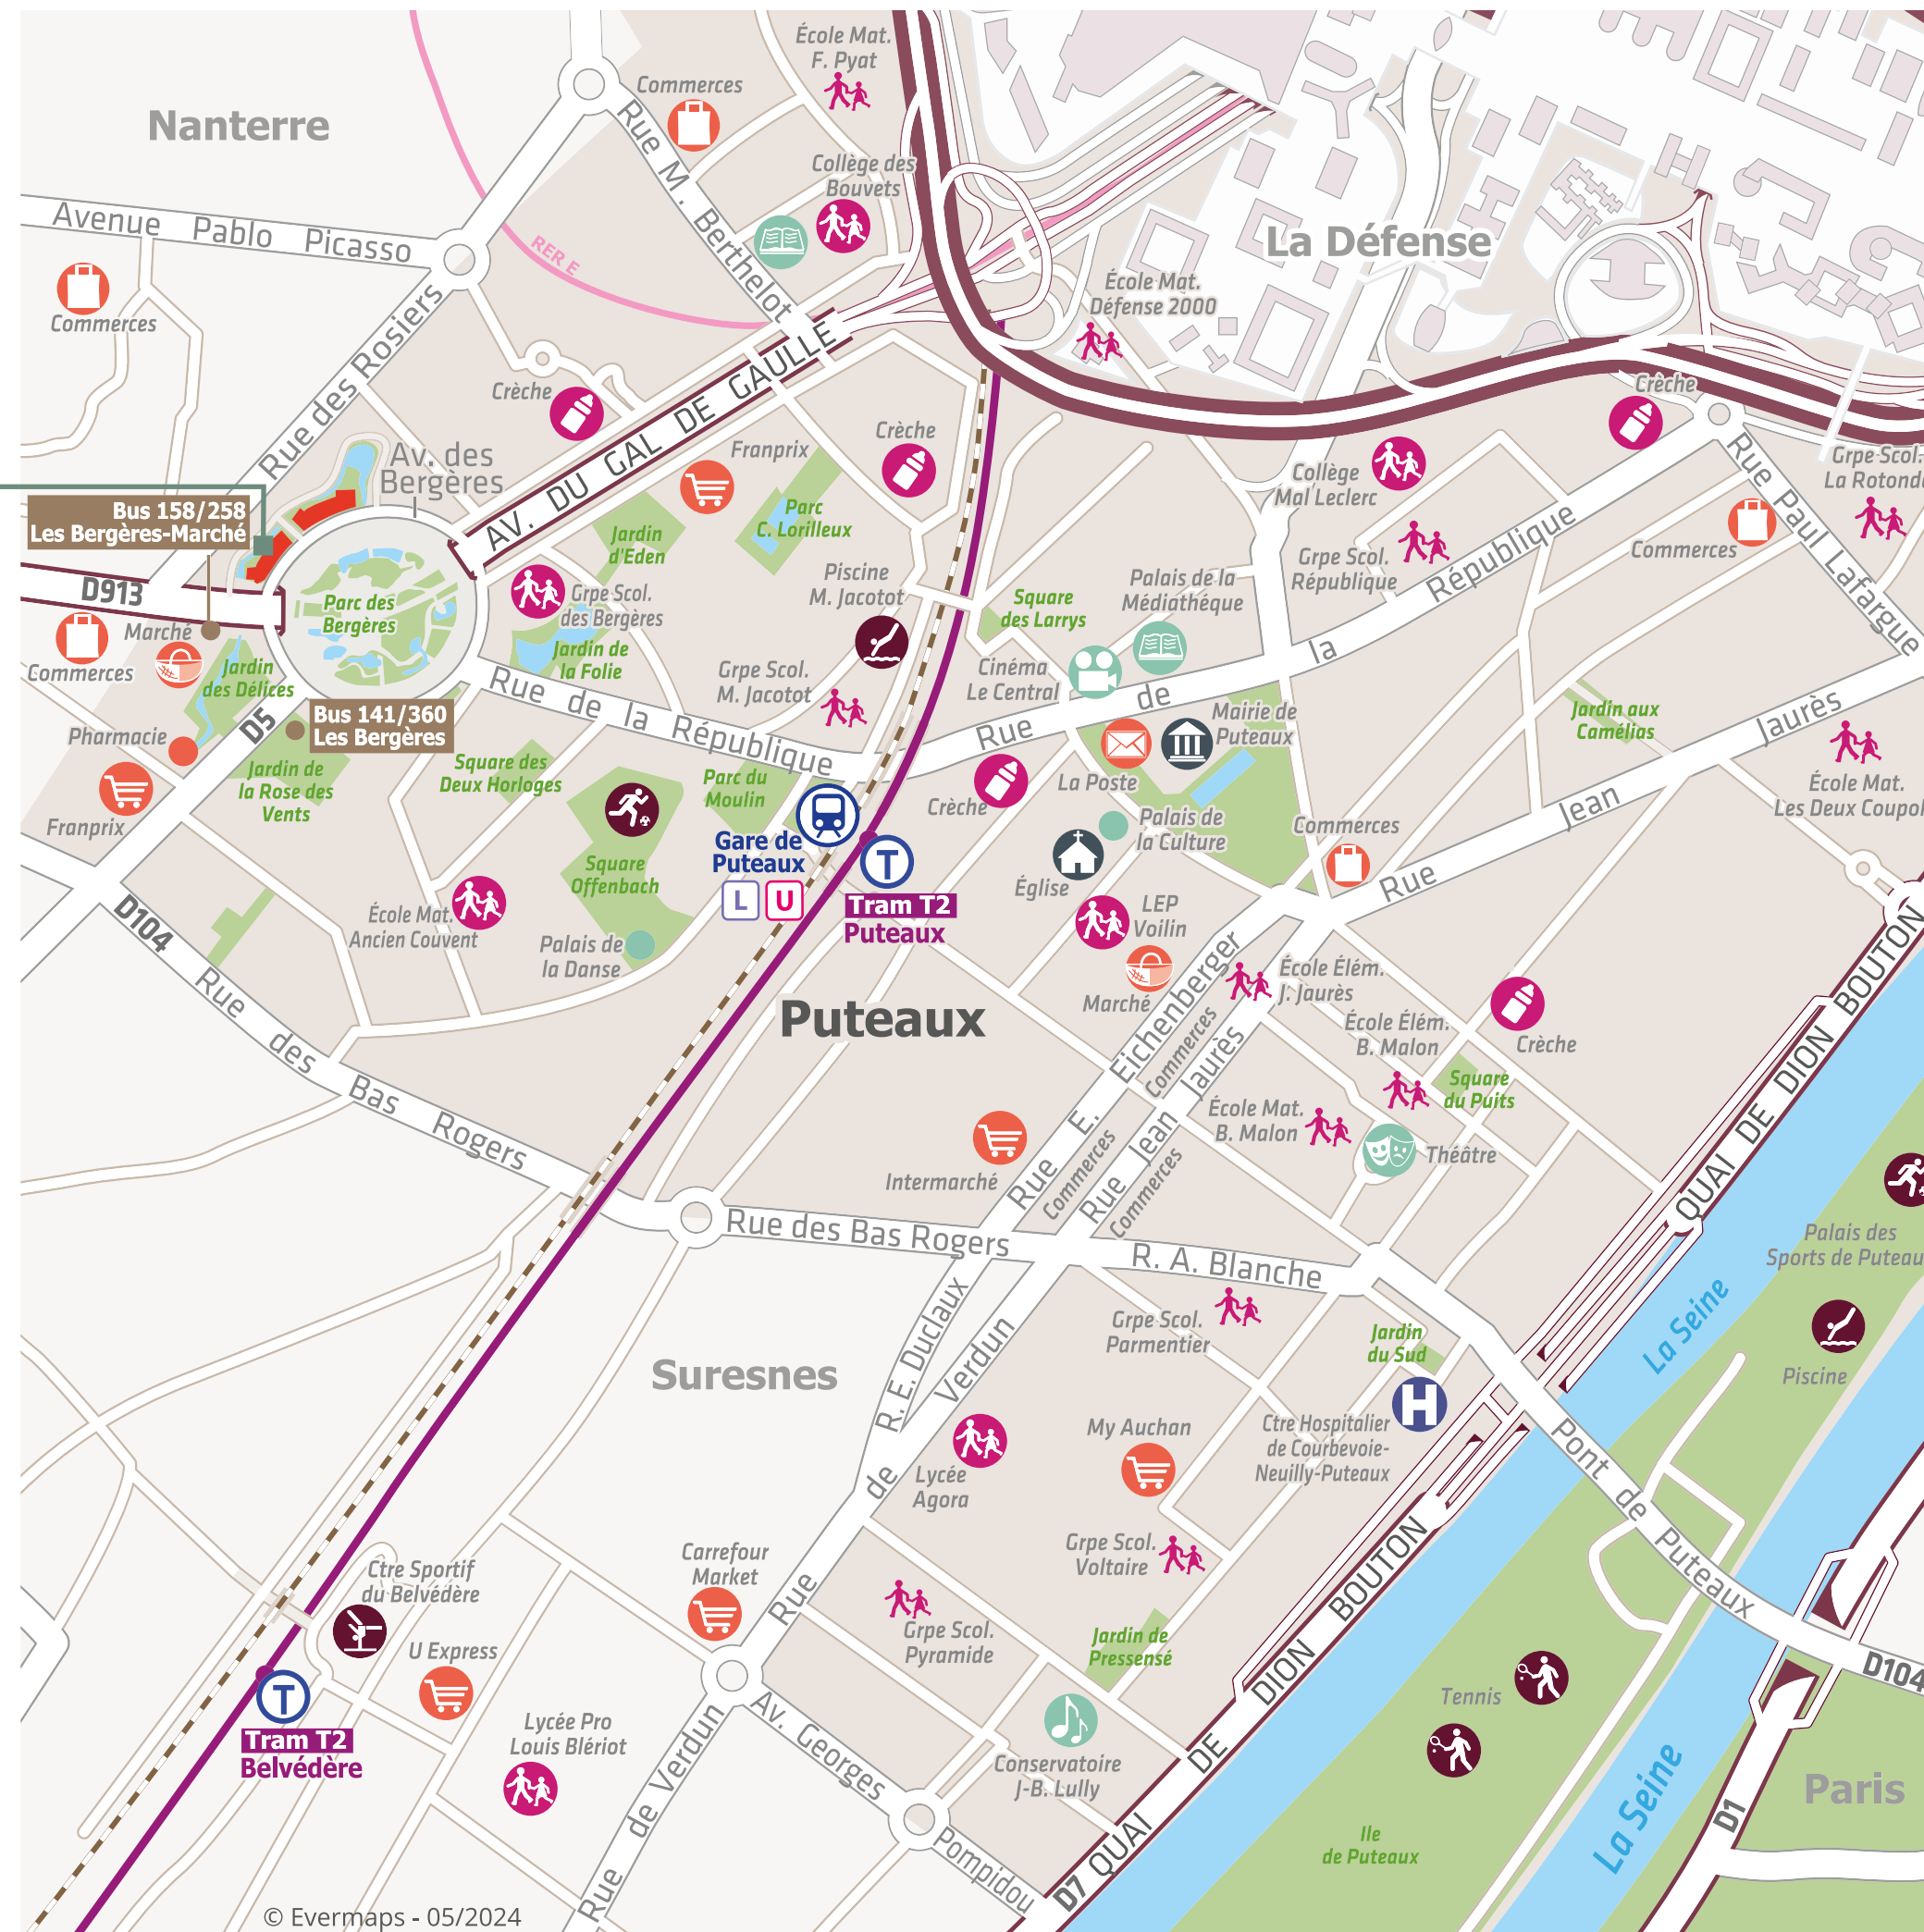 École Mat.
F. Pyat
Commerces
Nanterre
Rue M. Berthelot
Collège des
Bouvets
Avenue Pablo Picasso
RER E
La Défense
Commerces
École Mat.
Défense 2000
Rue des Rosiers
Crèche
AV. DU GAL DE GAULLE
Crèche
Av. des
Bergères
Franprix
Crèche
Collège
Mal Leclerc
Rue Paul Lafargue
Grpe Scol.
Bus 158/258
Les Bergères-Marché
Jardin
d'Eden
Parc
C. Lorilleux
Grpe Scol.
République
Commerces
D913
Parc des
Bergères
Grpe Scol.
des Bergères
Piscine
M. Jacotot
Square
des Larrys
Palais de la
Médiathéque
Rue de la République
Marché
Commerces
Jardin
des Délices
Jardin de
la Folie
Grpe Scol.
M. Jacotot
Cinéma
Le Central
D5
Bus 141/360
Les Bergères
Rue de la République
Mairie de
Puteaux
Jardin aux
Camélias
Rue Jean Jaurès
Pharmacie
Jardin de
la Rose des
Vents
Square des
Deux Horloges
Parc du
Moulin
Crèche
La Poste
École Mat.
Franprix
Gare de
Puteaux
L
U
T
Tram T2
Puteaux
Palais de
la Culture
Commerces
Square
Offenbach
Église
LEP
Voilin
D104
École Mat.
Ancien Couvent
Palais de
la Danse
Marché
École Élém.
J. Jaurès
École Élém.
B. Malon
Crèche
QUAI DE DION BOUTON
Puteaux
Rue des Bas Rogers
Rue E. Eichenberger
Commerces
Commerces
Rue Jean Jaurès
Commerces
Square
du Puits
École Mat.
B. Malon
Théâtre
Intermarché
Rue des Bas Rogers
R. A. Blanche
Palais des
La Seine
Piscine
Suresnes
R. E. Duclaux
Rue de Verdun
Grpe Scol.
Parmentier
Jardin
du Sud
H
Ctre Hospitalier
de Courbevoie-
Neuilly-Puteaux
My Auchan
Lycée
Agora
Pont de Puteaux
Grpe Scol.
Voltaire
Carrefour
Market
Ctre Sportif
du Belvédère
U Express
Grpe Scol.
Pyramide
Jardin de
Pressensé
D104
T
Tram T2
Belvédère
Lycée Pro
Louis Blériot
Av. Georges Pompidou
Rue de Verdun
Conservatoire
J-B. Lully
Tennis
D7 QUAI DE DION BOUTON
Ile
de Puteaux
La Seine
D1
Paris
© Evermaps - 05/2024